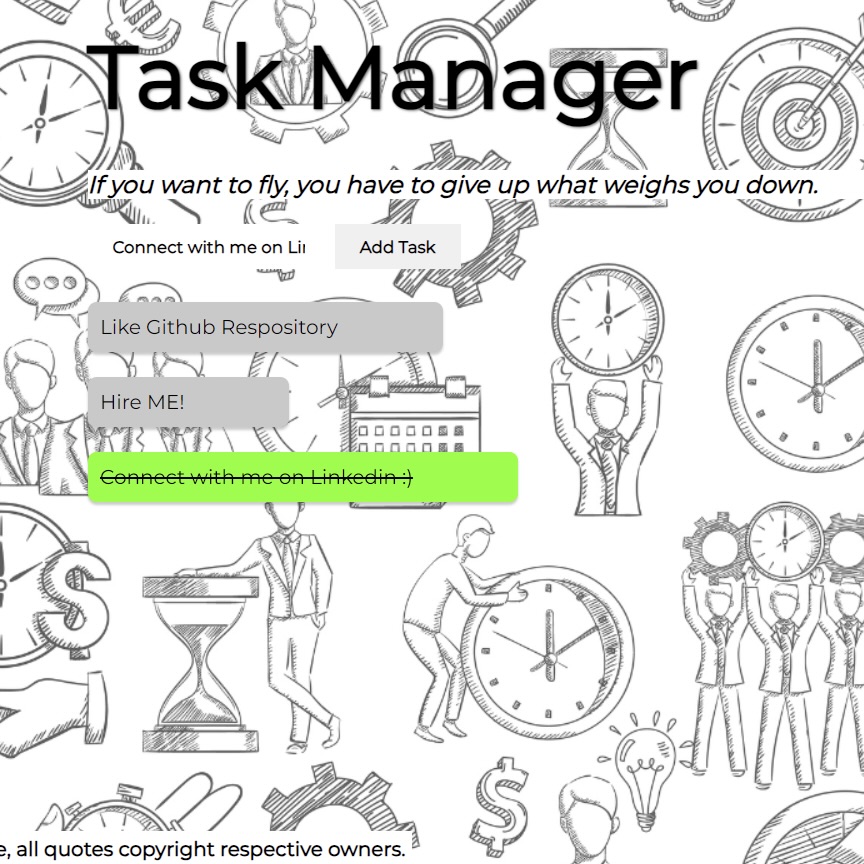 Task Manager
If you want to fly, you have to give up what weighs you down.
Connect with me on Lin
Add Task
Like Github Respository
Hire ME!
Connect with me on Linkedin :)
e, all quotes copyright respective owners.